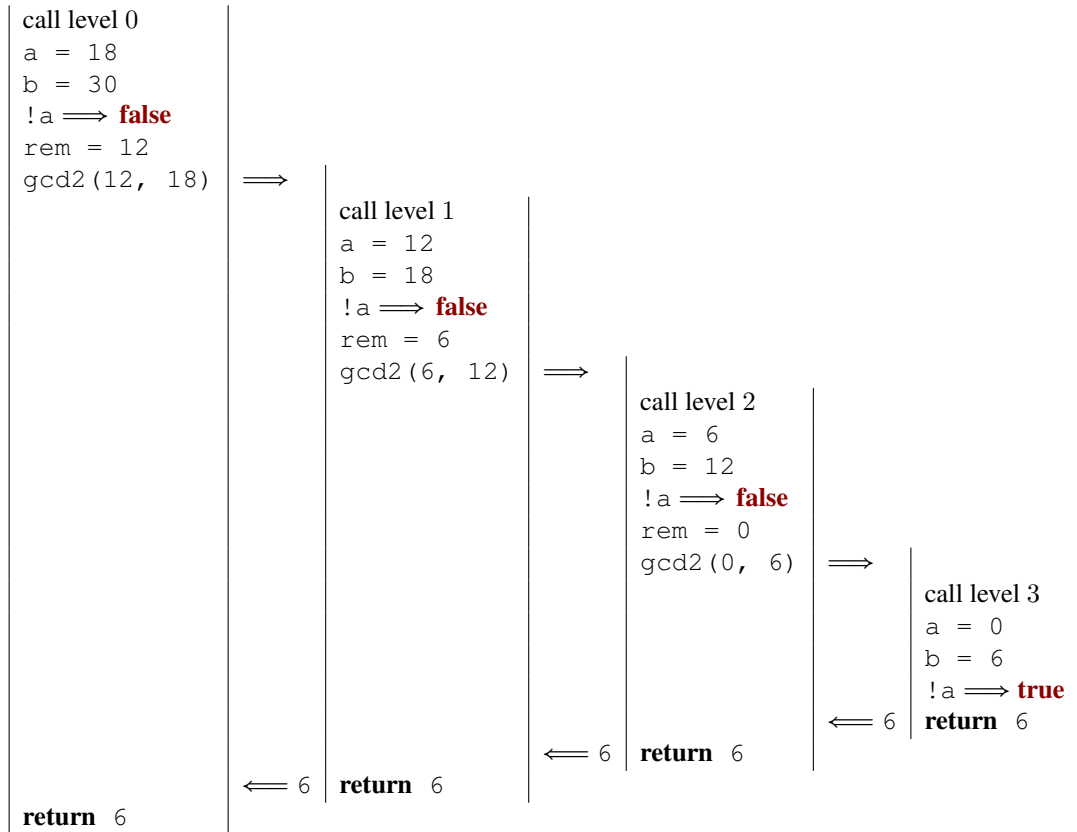 call level 0
a = 18
b = 30
!a ⟹ false
rem = 12
gcd2(12, 18) ⟹
call level 1
a = 12
b = 18
!a ⟹ false
rem = 6
gcd2(6, 12) ⟹
call level 2
a = 6
b = 12
!a ⟹ false
rem = 0
gcd2(0, 6) ⟹
call level 3
a = 0
b = 6
!a ⟹ true
⟸ 6 return 6
⟸ 6 return 6
⟸ 6 return 6
return 6